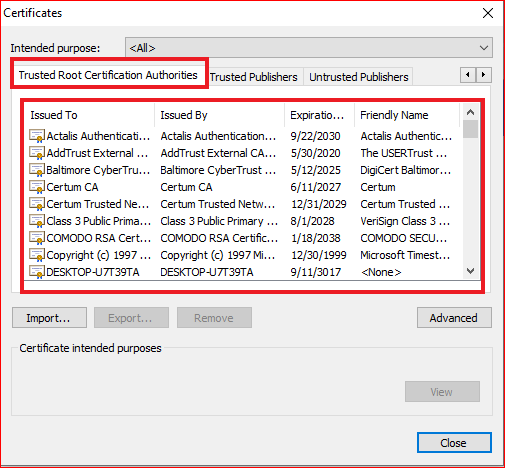 Certificates
Intended purpose: <All>
Trusted Root Certification Authorities Trusted Publishers Untrusted Publishers
Issued To Issued By Expiratio... Friendly Name
Actalis Authenticati... Actalis Authentication... 9/22/2030 Actalis Authentic...
AddTrust External ... AddTrust External CA... 5/30/2020 The USERTrust ...
Baltimore CyberTru... Baltimore CyberTrust ... 5/12/2025 DigiCert Baltimor...
Certum CA Certum CA 6/11/2027 Certum
Certum Trusted Ne... Certum Trusted Netw... 12/31/2029 Certum Trusted ...
Class 3 Public Prima... Class 3 Public Primary ... 8/1/2028 VeriSign Class 3 ...
COMODO RSA Cert... COMODO RSA Certific... 1/18/2038 COMODO SECU...
Copyright (c) 1997 ... Copyright (c) 1997 Mi... 12/30/1999 Microsoft Timest...
DESKTOP-U7T39TA DESKTOP-U7T39TA 9/11/3017 <None>
Import... Export... Remove Advanced
Certificate intended purposes
View
Close